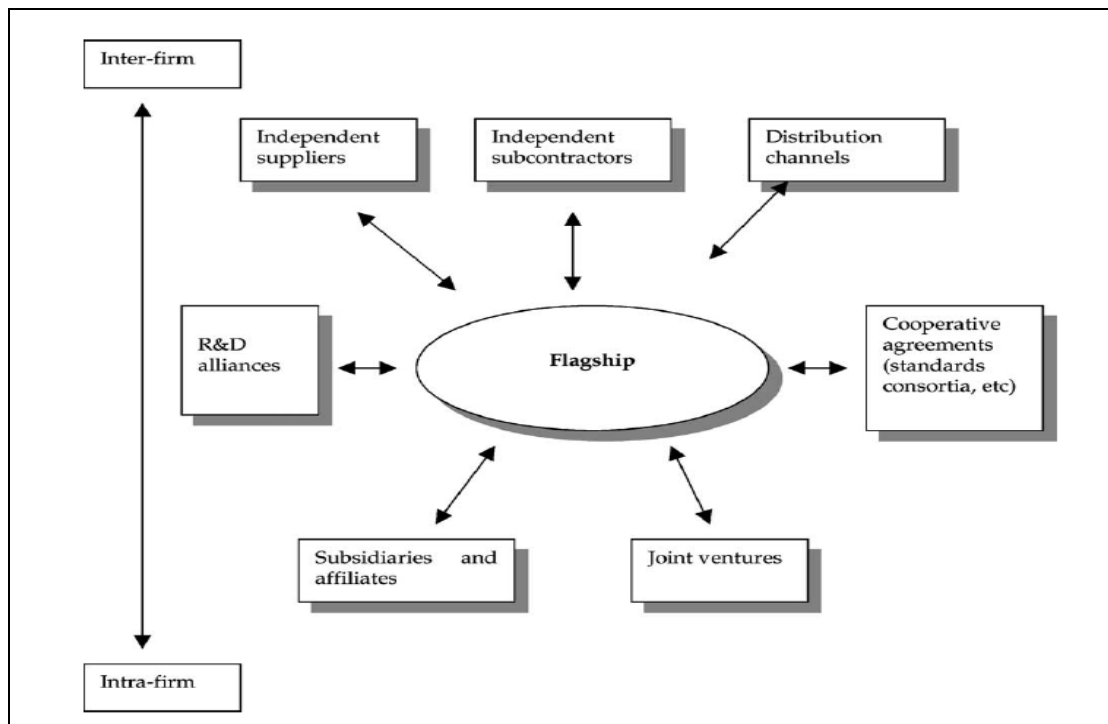 Inter-firm
Independent
suppliers
Independent
subcontractors
Distribution
channels
R&D
alliances
Flagship
Cooperative
agreements
(standards
consortia, etc)
Subsidiaries and
affiliates
Joint ventures
Intra-firm